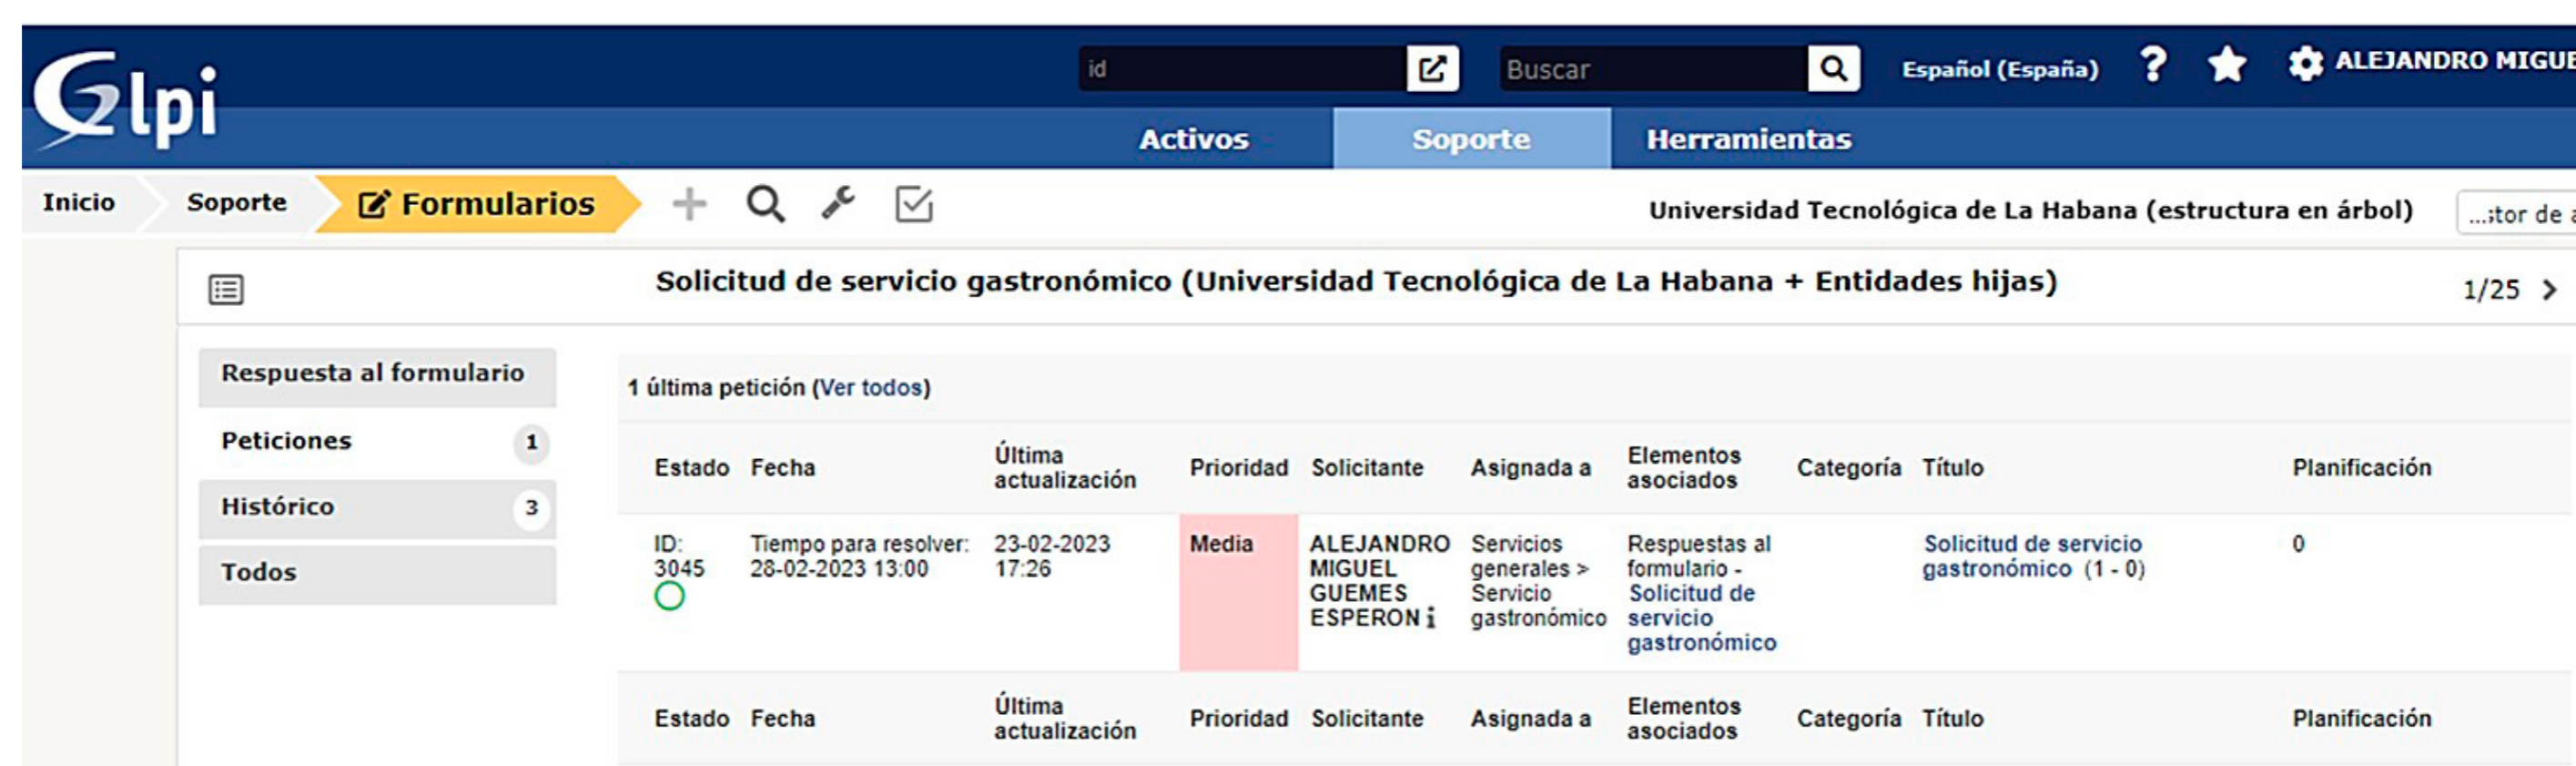 Glpi
id
Buscar
Español (España)
ALEJANDRO MIGUE
Activos
Soporte
Herramientas
Inicio
Soporte
Formularios
Universidad Tecnológica de La Habana (estructura en árbol)
Solicitud de servicio gastronómico (Universidad Tecnológica de La Habana + Entidades hijas)
1/25
Respuesta al formulario
Peticiones 1
Histórico 3
Todos
1 última petición (Ver todos)
Estado Fecha Última actualización Prioridad Solicitante Asignada a Elementos asociados Categoría Título Planificación
ID: 3045
Tiempo para resolver: 28-02-2023 13:00
23-02-2023 17:26
Media
ALEJANDRO MIGUEL GUEMES ESPERON i
Servicios generales > Servicio gastronómico
Respuestas al formulario - Solicitud de servicio gastronómico
Solicitud de servicio gastronómico (1 - 0)
0
Estado Fecha Última actualización Prioridad Solicitante Asignada a Elementos asociados Categoría Título Planificación